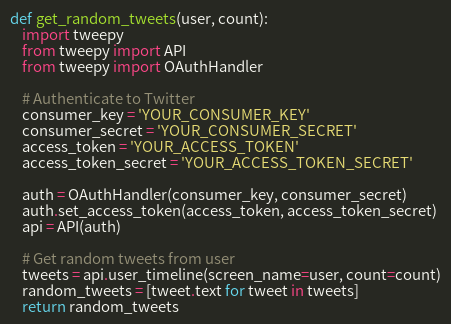 def get_random_tweets(user, count):
    import tweepy
    from tweepy import API
    from tweepy import OAuthHandler

    # Authenticate to Twitter
    consumer_key = 'YOUR_CONSUMER_KEY'
    consumer_secret = 'YOUR_CONSUMER_SECRET'
    access_token = 'YOUR_ACCESS_TOKEN'
    access_token_secret = 'YOUR_ACCESS_TOKEN_SECRET'

    auth = OAuthHandler(consumer_key, consumer_secret)
    auth.set_access_token(access_token, access_token_secret)
    api = API(auth)

    # Get random tweets from user
    tweets = api.user_timeline(screen_name=user, count=count)
    random_tweets = [tweet.text for tweet in tweets]
    return random_tweets